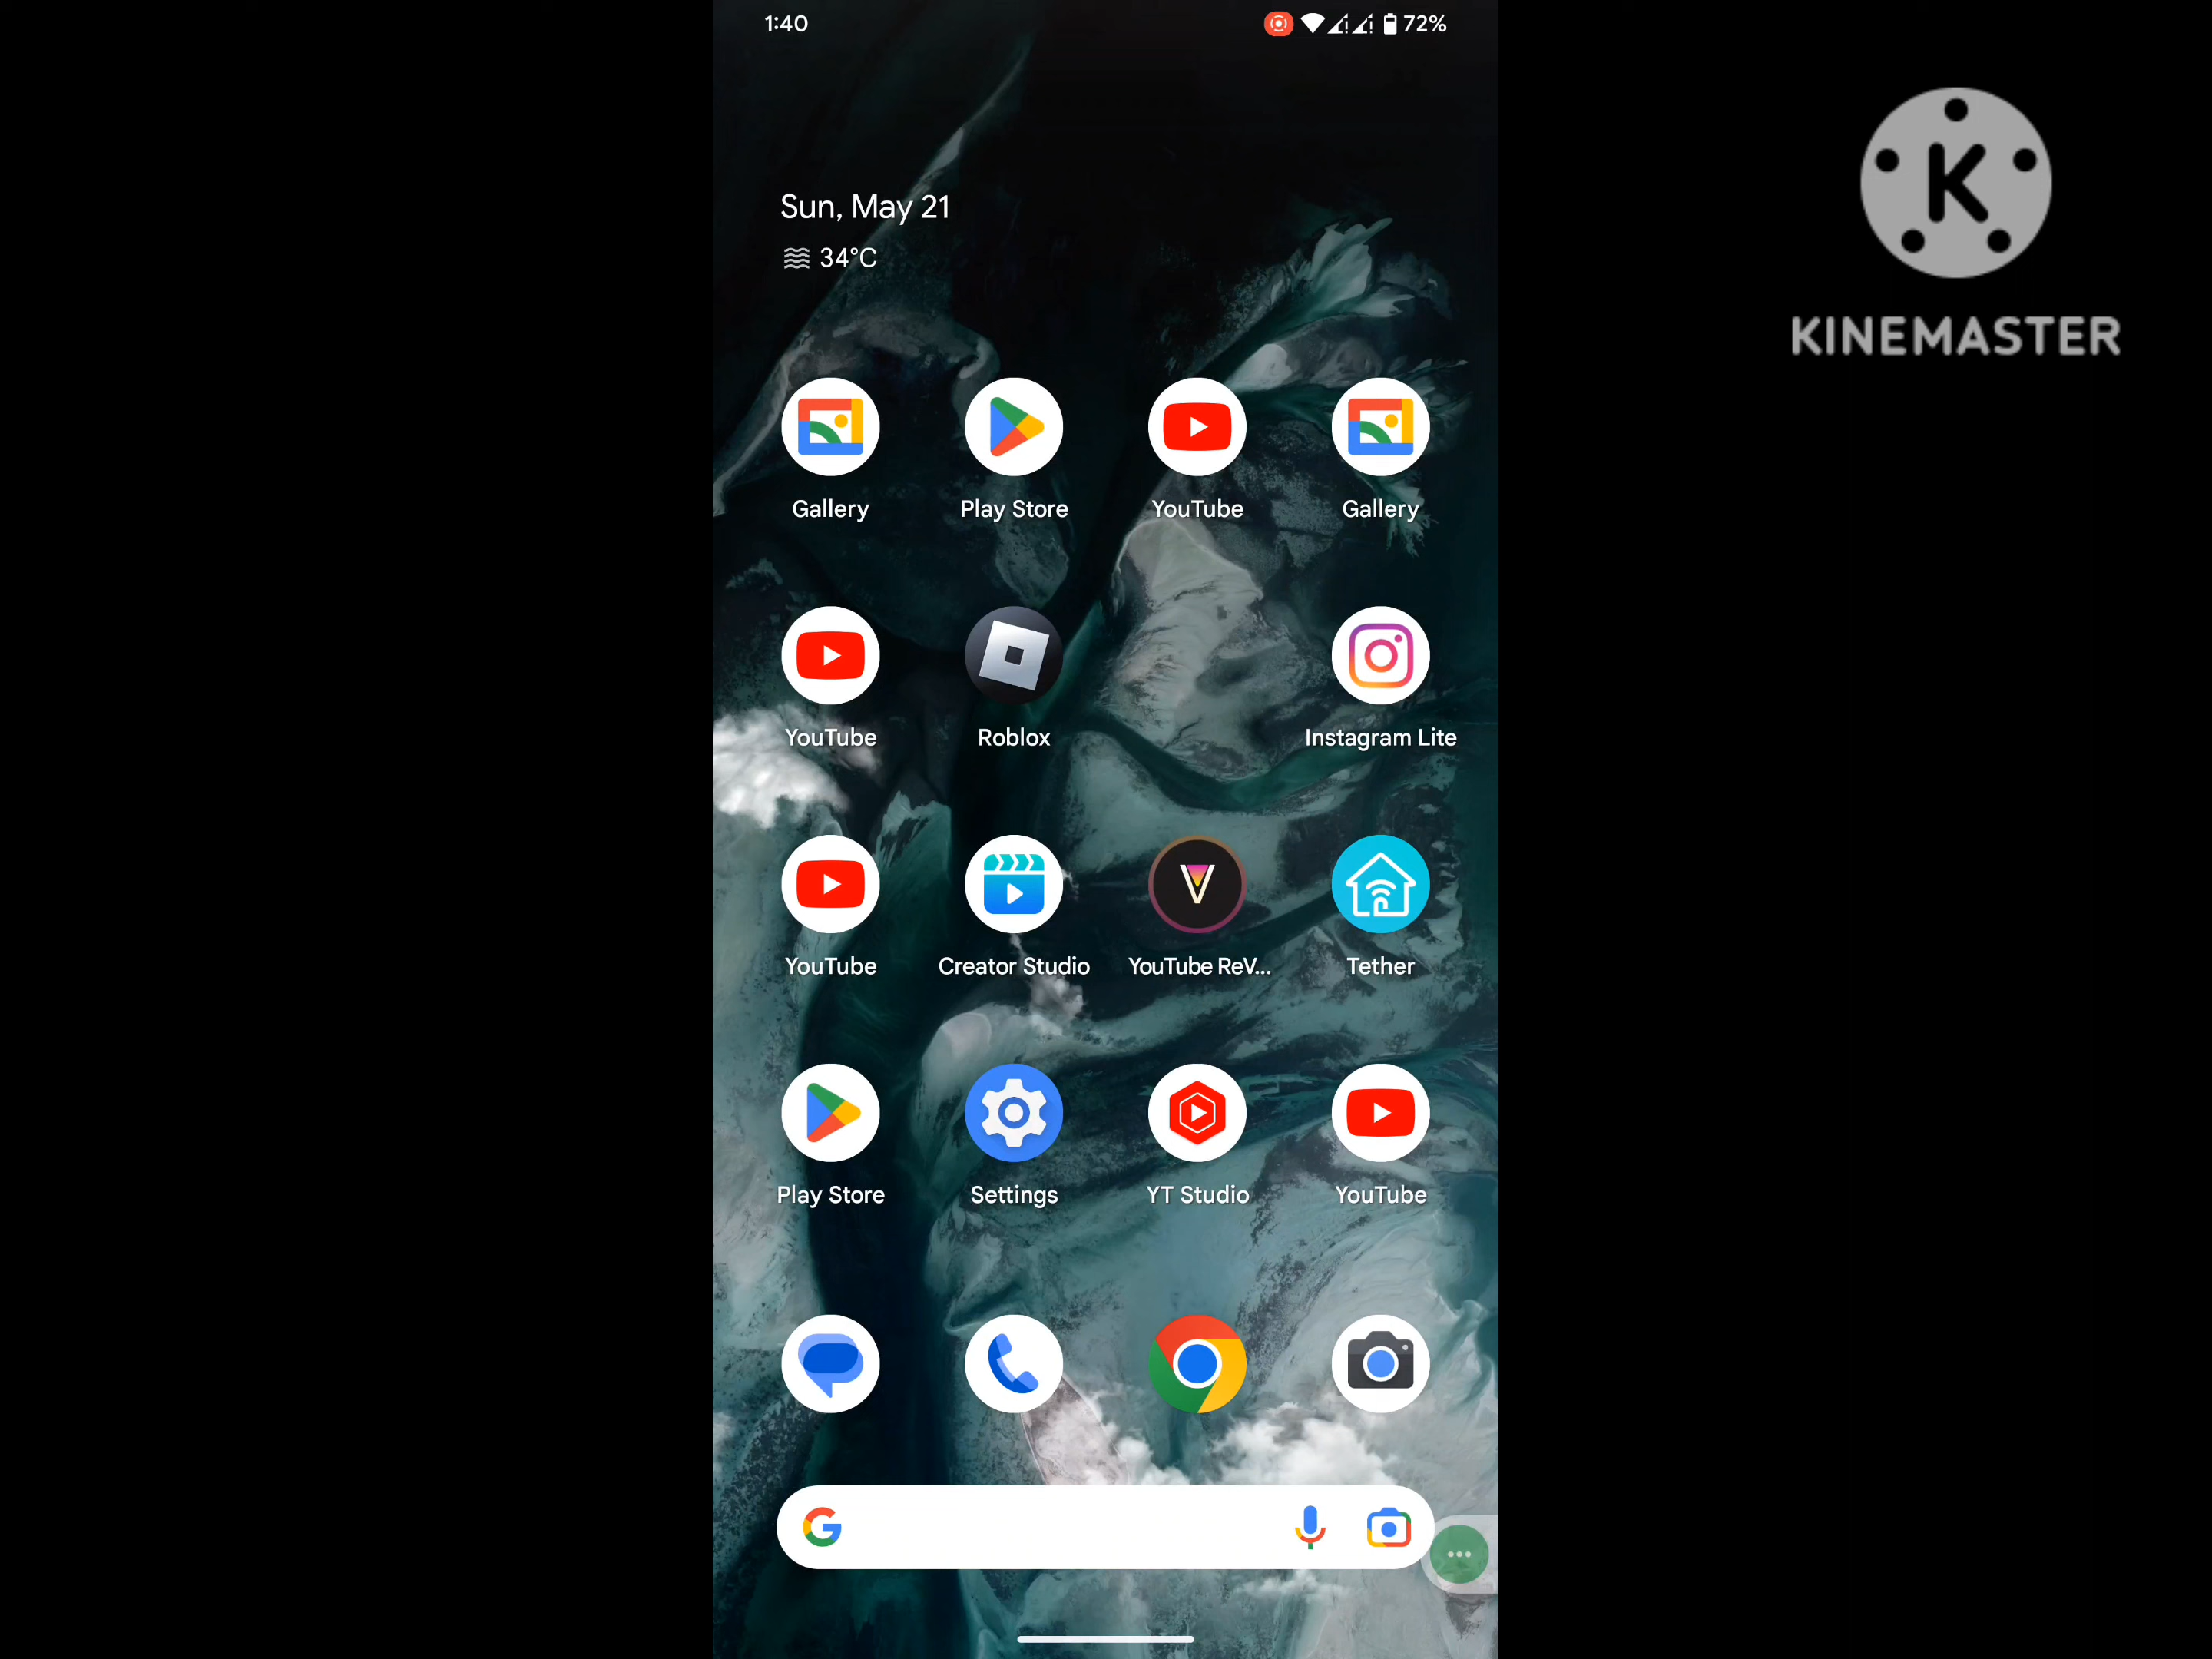 1:40
72%
KINEMASTER
Sun, May 21
34°C
Gallery
Play Store
YouTube
Gallery
YouTube
Roblox
Instagram Lite
YouTube
Creator Studio
YouTube ReV...
Tether
Play Store
Settings
YT Studio
YouTube